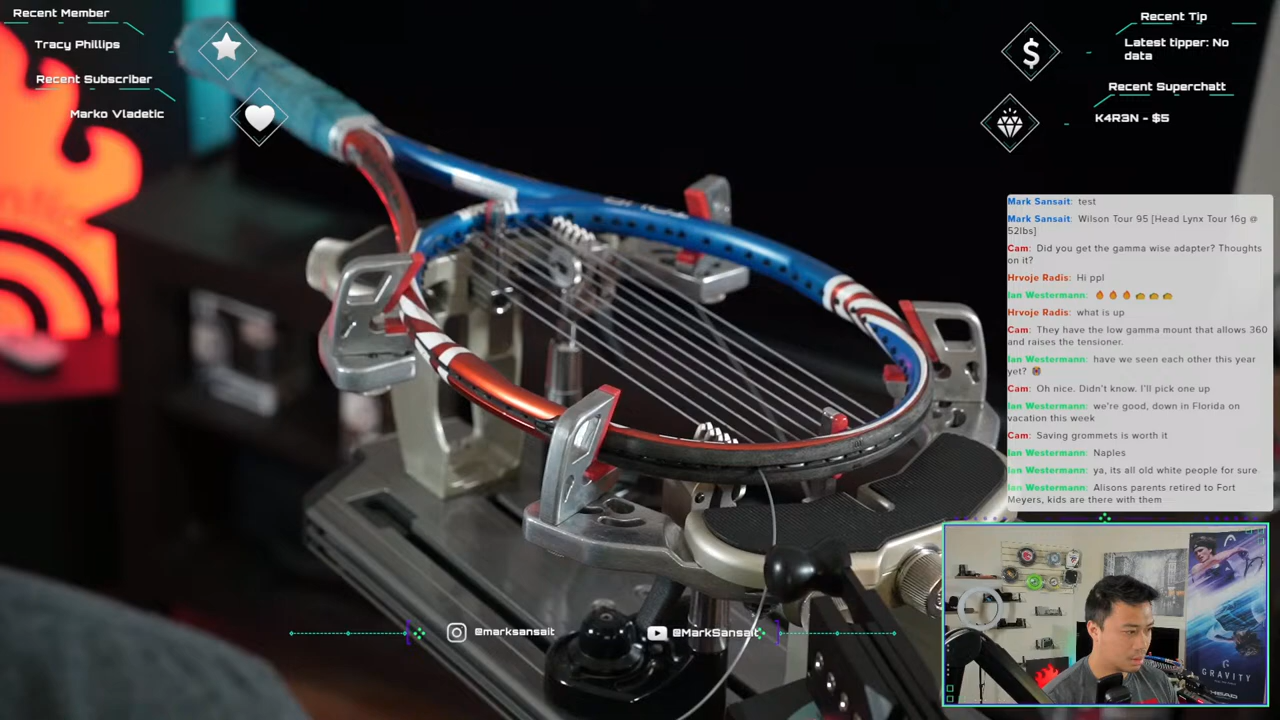 Recent Member
Tracy Phillips
Recent Subscriber
Marko Vladetic
Recent Tip
Latest tipper: No
data
Recent Superchatt
K4R3N - $5
Mark Sansait: test
Mark Sansait: Wilson Tour 95 [Head Lynx Tour 16g @
52lbs]
Cam: Did you get the gamma wise adapter? Thoughts
on it?
Hrvoje Radis: Hi ppl
Ian Westermann: 🔥 🔥 🔥 🌮 🌮 🌮
Hrvoje Radis: what is up
Cam: They have the low gamma mount that allows 360
and raises the tensioner.
Ian Westermann: have we seen each other this year
yet?
Cam: Oh nice. Didn't know. I'll pick one up
Ian Westermann: we're good, down in Florida on
vacation this week
Cam: Saving grommets is worth it
Ian Westermann: Naples
Ian Westermann: ya, its all old white people for sure
Ian Westermann: Alisons parents retired to Fort
Meyers, kids are there with them
@marksansait
@MarkSansait
HEAD
GRAVITY
HEAD